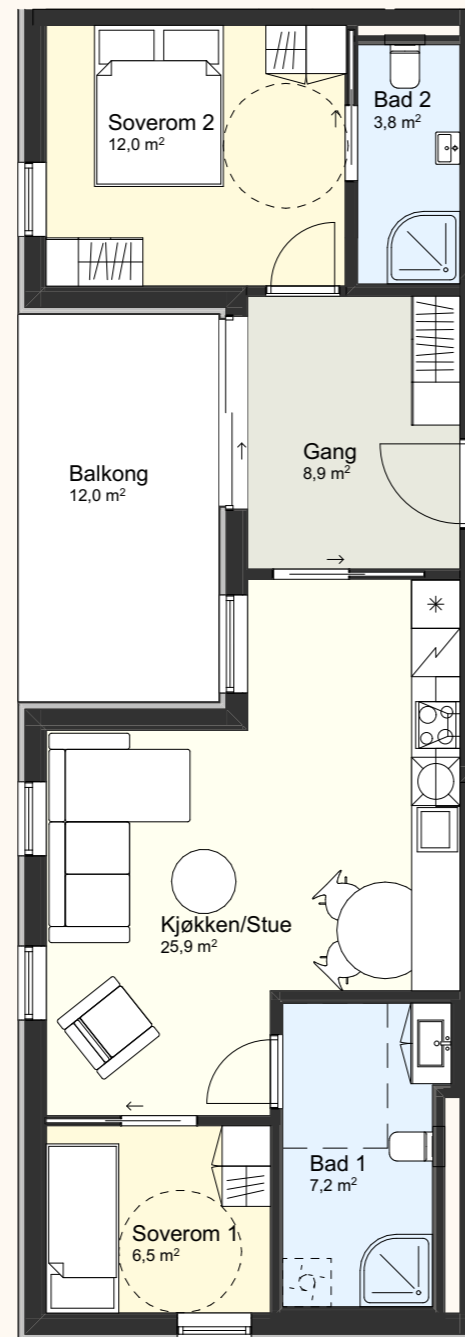 Soverom 2
12,0 m²
Bad 2
3,8 m²
Gang
8,9 m²
Balkong
12,0 m²
Kjøkken/Stue
25,9 m²
Bad 1
7,2 m²
Soverom 1
6,5 m²